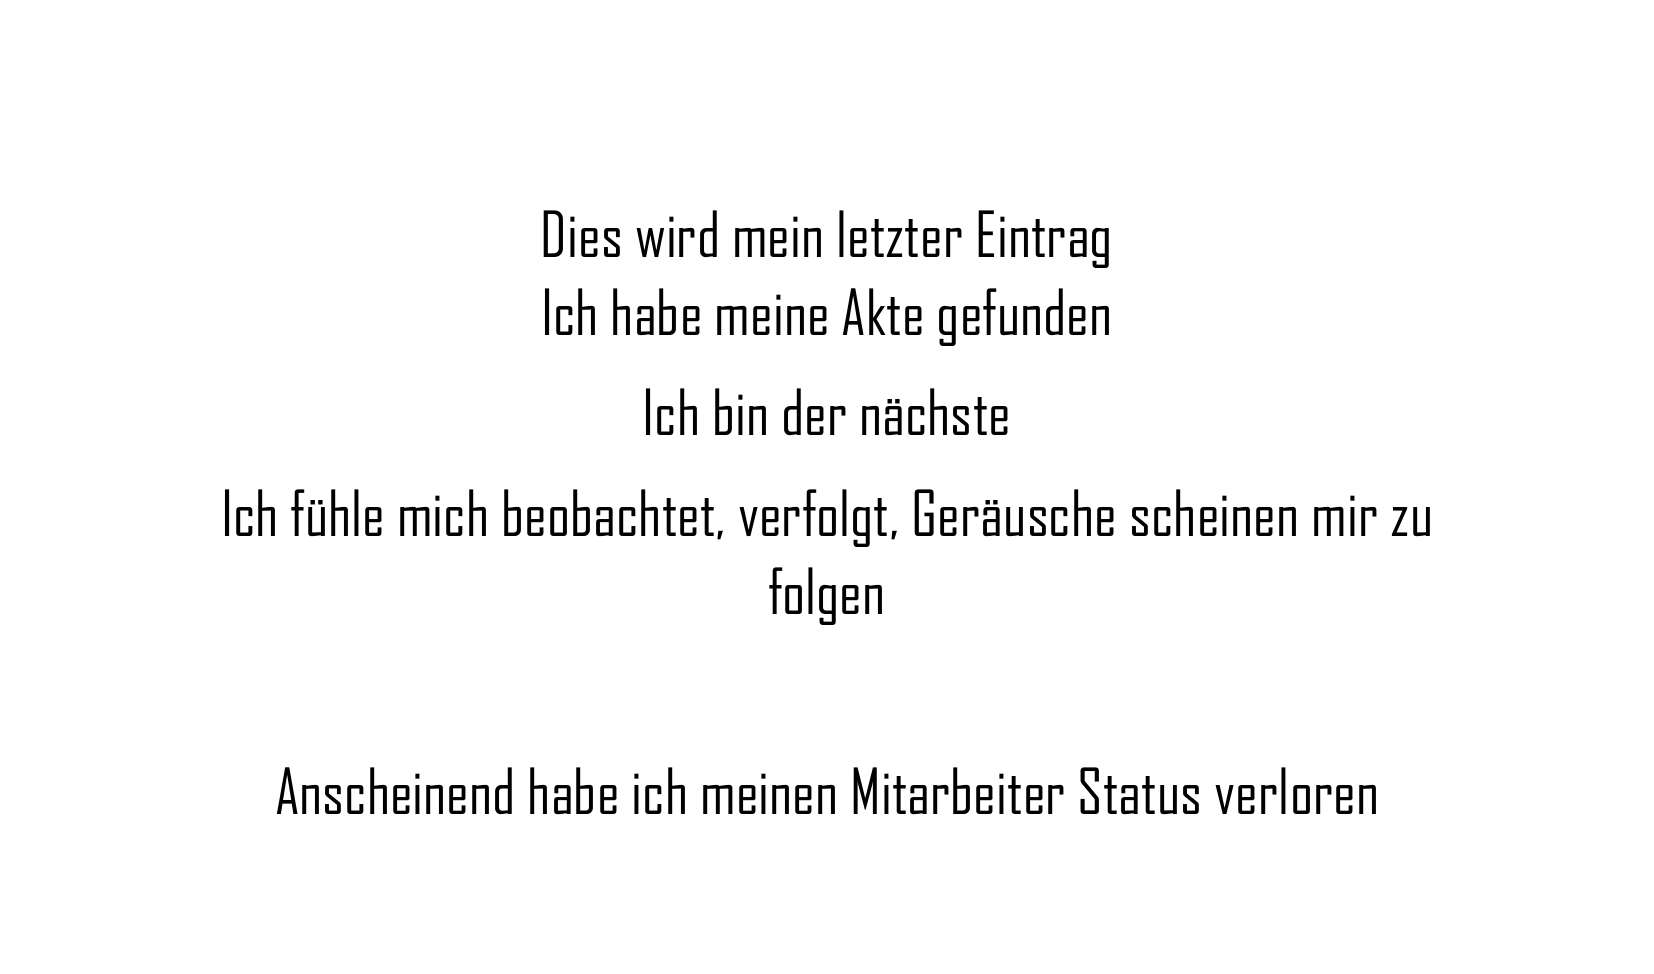 Dies wird mein letzter Eintrag
Ich habe meine Akte gefunden
Ich bin der nächste
Ich fühle mich beobachtet, verfolgt, Geräusche scheinen mir zu
folgen
Anscheinend habe ich meinen Mitarbeiter Status verloren